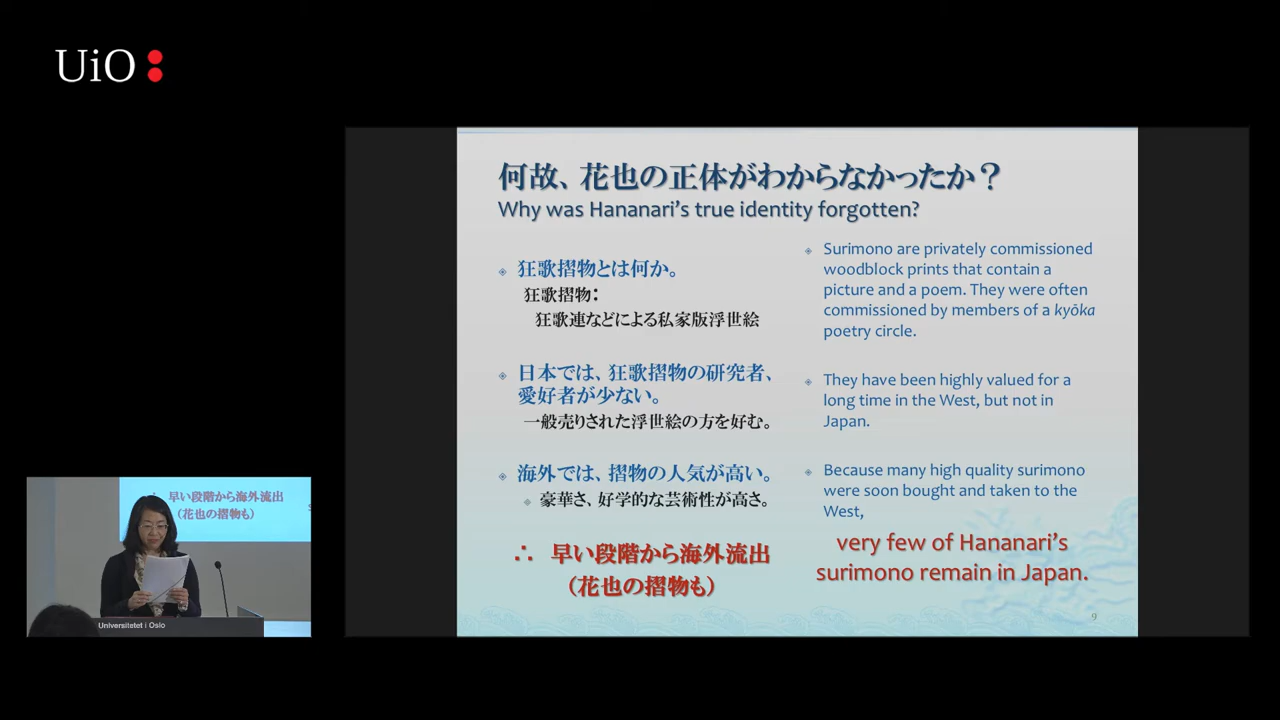 UiO:
何故、花也の正体がわからなかったか？
Why was Hananari's true identity forgotten?
狂歌摺物とは何か。
狂歌摺物：
狂歌連などによる私家版浮世絵
日本では、狂歌摺物の研究者、
愛好者が少ない。
一般売りされた浮世絵の方を好む。
海外では、摺物の人気が高い。
豪華さ、好学的な芸術性が高さ。
∴ 早い段階から海外流出
（花也の摺物も）
Surimono are privately commissioned
woodblock prints that contain a
picture and a poem. They were often
commissioned by members of a kyōka
poetry circle.
They have been highly valued for a
long time in the West, but not in
Japan.
Because many high quality surimono
were soon bought and taken to the
West,
very few of Hananari's
surimono remain in Japan.
9
早い段階から海外流出
（花也の摺物も）
Universitetet i Oslo